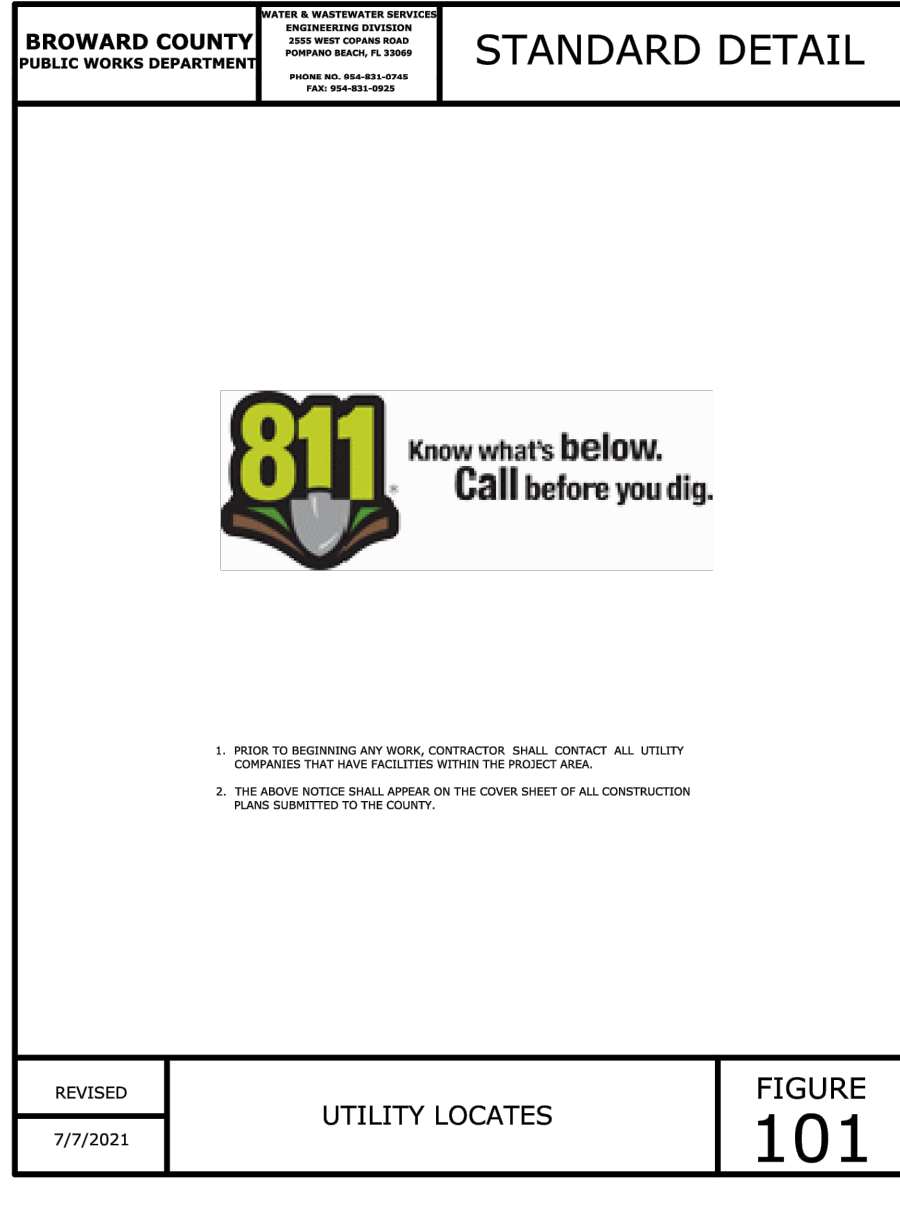 BROWARD COUNTY
PUBLIC WORKS DEPARTMENT
WATER & WASTEWATER SERVICES
ENGINEERING DIVISION
2555 WEST COPANS ROAD
POMPANO BEACH, FL 33069
PHONE NO. 954-831-0745
FAX: 954-831-0925
STANDARD DETAIL
811®
Know what's below.
Call before you dig.
1. PRIOR TO BEGINNING ANY WORK, CONTRACTOR SHALL CONTACT ALL UTILITY
COMPANIES THAT HAVE FACILITIES WITHIN THE PROJECT AREA.
2. THE ABOVE NOTICE SHALL APPEAR ON THE COVER SHEET OF ALL CONSTRUCTION
PLANS SUBMITTED TO THE COUNTY.
REVISED
7/7/2021
UTILITY LOCATES
FIGURE
101